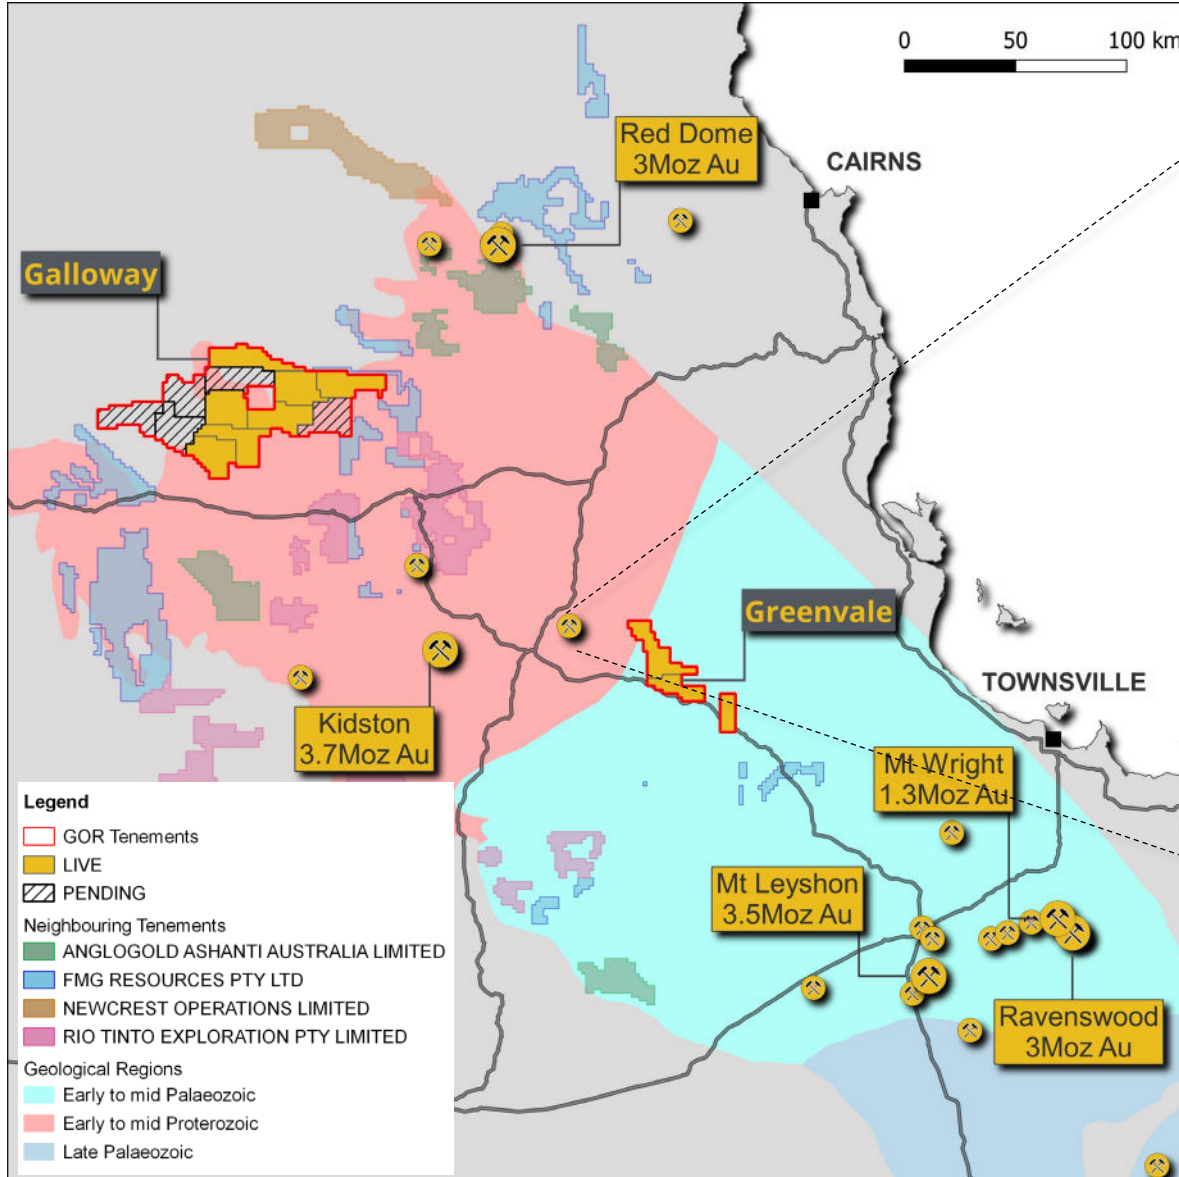 0 50 100 km
Red Dome
3Moz Au
CAIRNS
Galloway
Greenvale
TOWNSVILLE
Kidston
3.7Moz Au
Mt Wright
1.3Moz Au
Mt Leyshon
3.5Moz Au
Ravenswood
3Moz Au
Legend
GOR Tenements
LIVE
PENDING
Neighbouring Tenements
ANGLOGOLD ASHANTI AUSTRALIA LIMITED
FMG RESOURCES PTY LTD
NEWCREST OPERATIONS LIMITED
RIO TINTO EXPLORATION PTY LIMITED
Geological Regions
Early to mid Palaeozoic
Early to mid Proterozoic
Late Palaeozoic